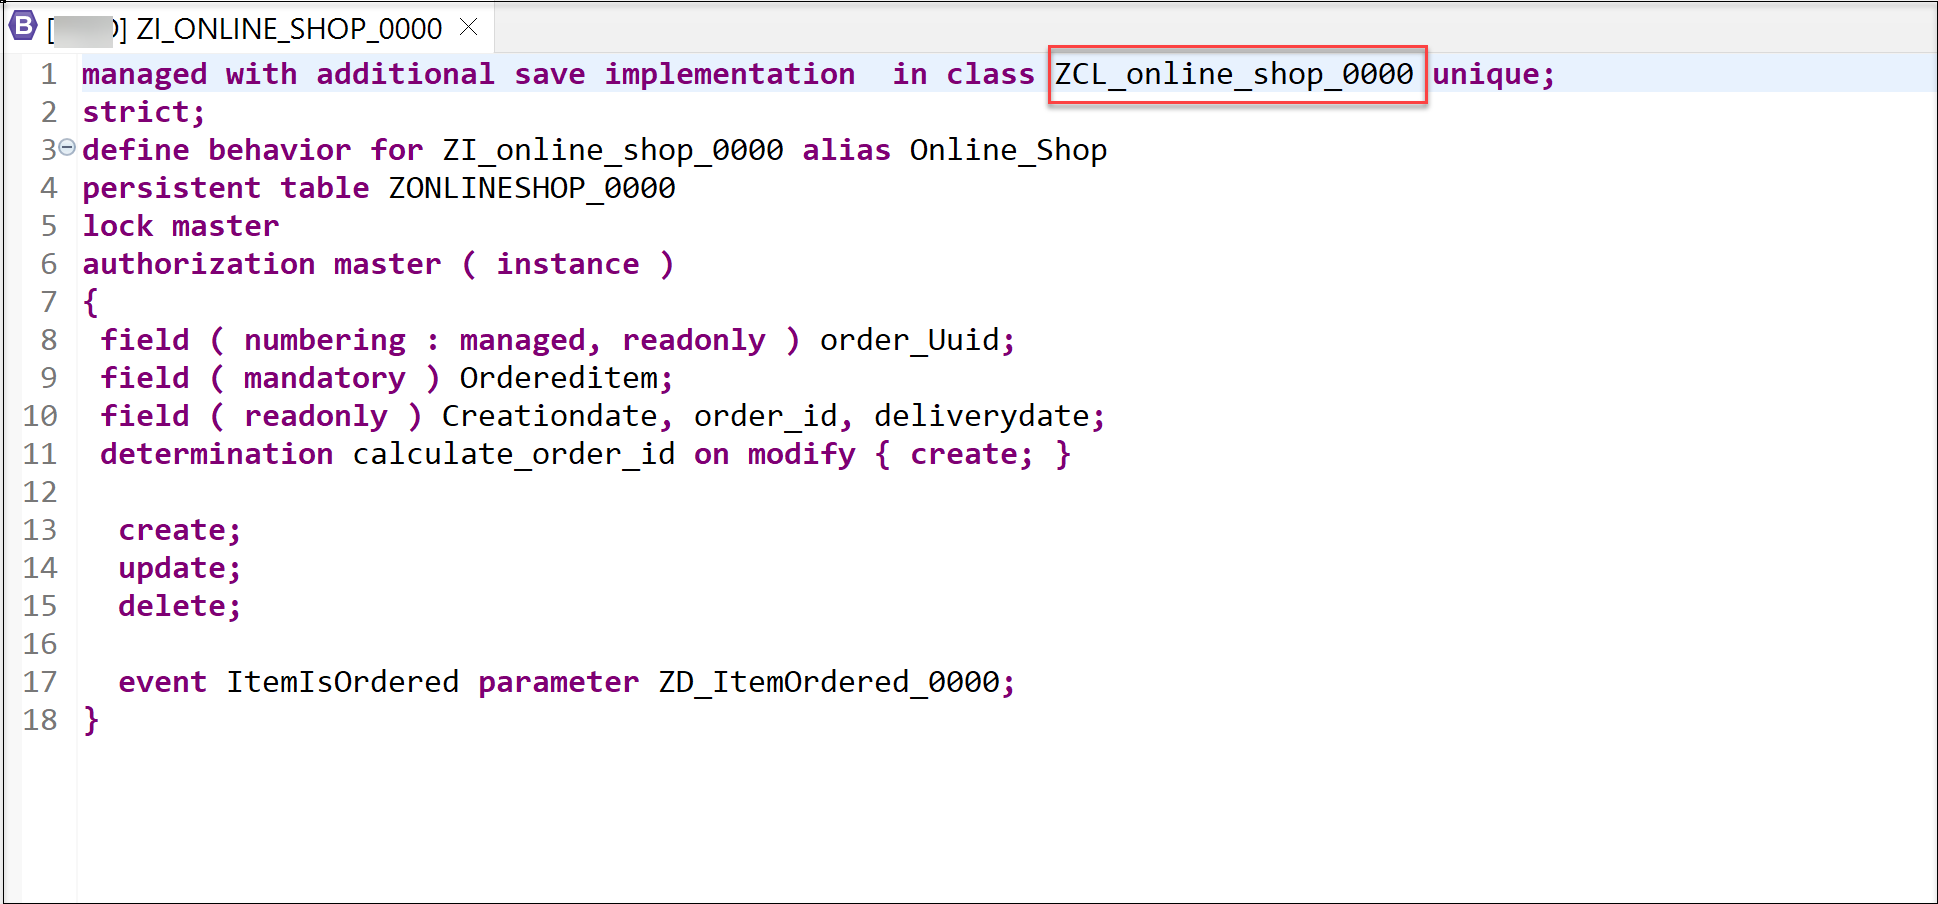 B [ ] ZI_ONLINE_SHOP_0000
1 managed with additional save implementation  in class ZCL_online_shop_0000 unique;
2 strict;
3 define behavior for ZI_online_shop_0000 alias Online_Shop
4 persistent table ZONLINESHOP_0000
5 lock master
6 authorization master ( instance )
7 {
8 field ( numbering : managed, readonly ) order_Uuid;
9 field ( mandatory ) Ordereditem;
10 field ( readonly ) Creationdate, order_id, deliverydate;
11 determination calculate_order_id on modify { create; }
12
13 create;
14 update;
15 delete;
16
17 event ItemIsOrdered parameter ZD_ItemOrdered_0000;
18 }